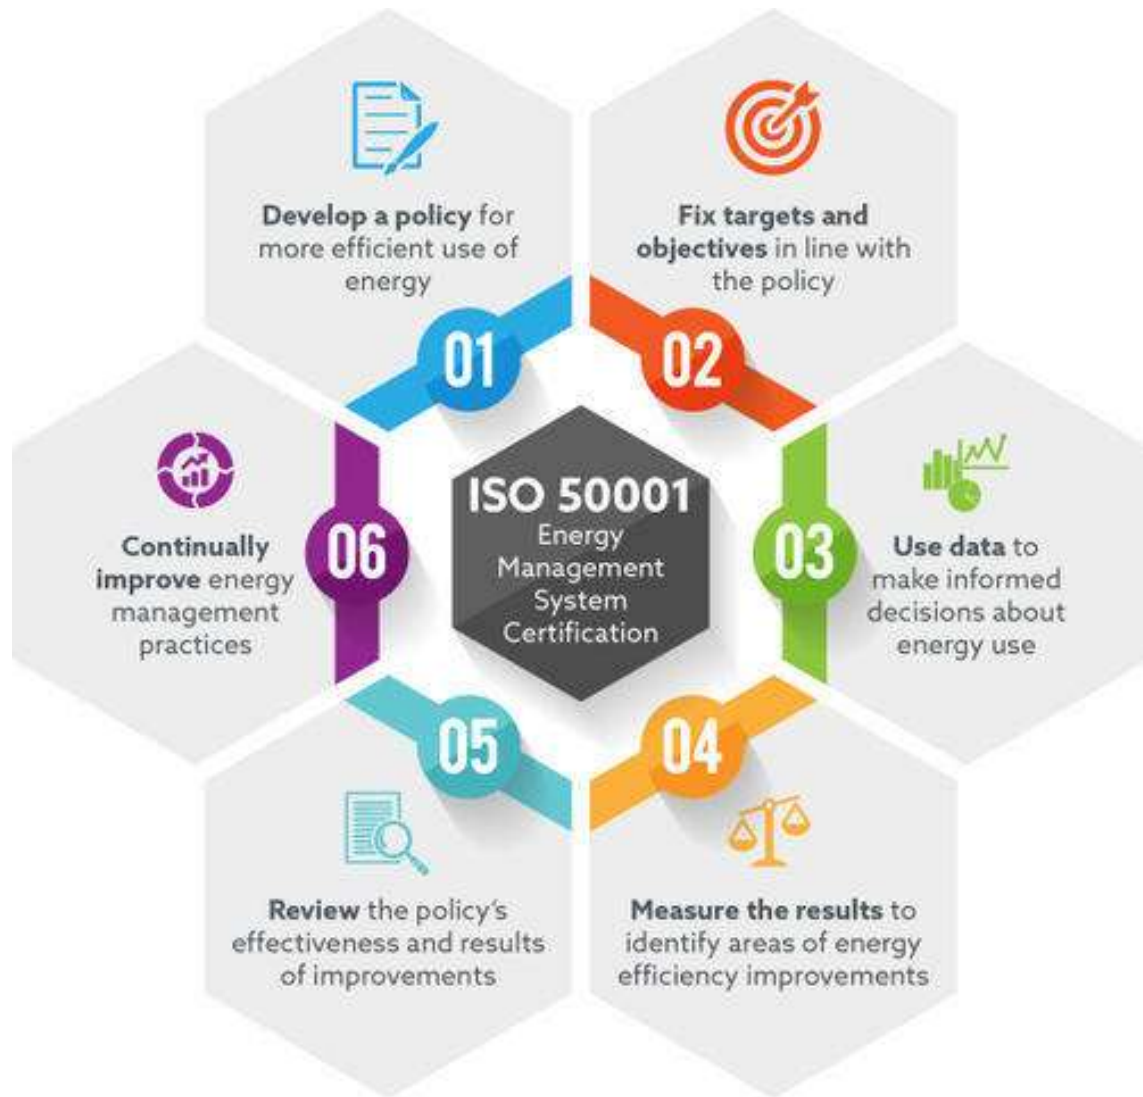 Develop a policy for
more efficient use of
energy
01
Fix targets and
objectives in line with
the policy
02
Use data to
make informed
decisions about
energy use
03
Measure the results to
identify areas of energy
efficiency improvements
04
Review the policy's
effectiveness and results
of improvements
05
Continually
improve energy
management
practices
06
ISO 50001
Energy
Management
System
Certification